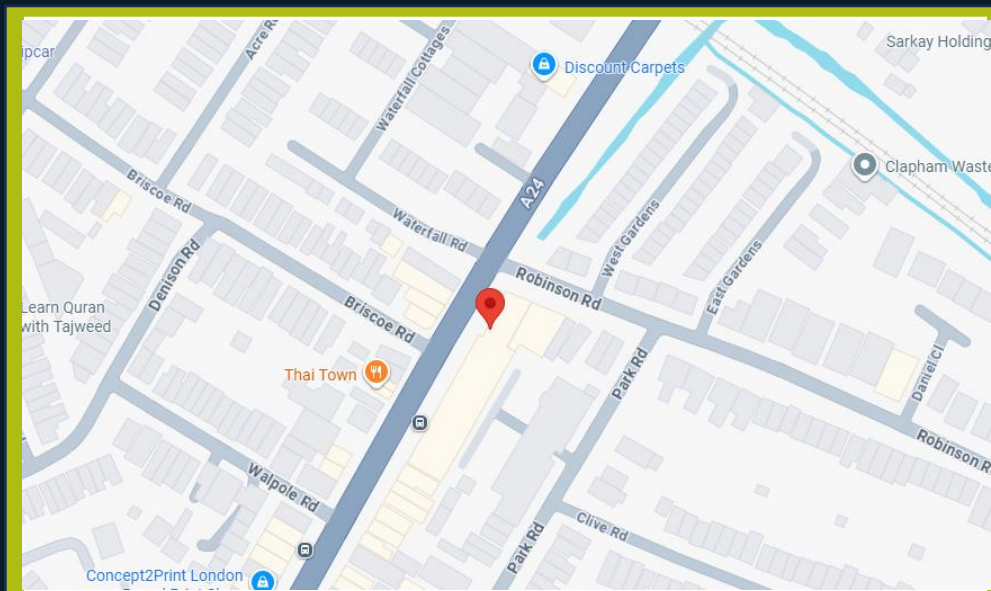 ipcar
Acre Rd
Waterfall Cottages
Discount Carpets
Sarkay Holding
A24
Clapham Waste
Briscoe Rd
Waterfall Rd
West Gardens
East Gardens
Denison Rd
Robinson Rd
Learn Quran
with Tajweed
Briscoe Rd
Thai Town
Park Rd
Daniel Cl
Robinson R
Walpole Rd
Park Rd
Clive Rd
Concept2Print London